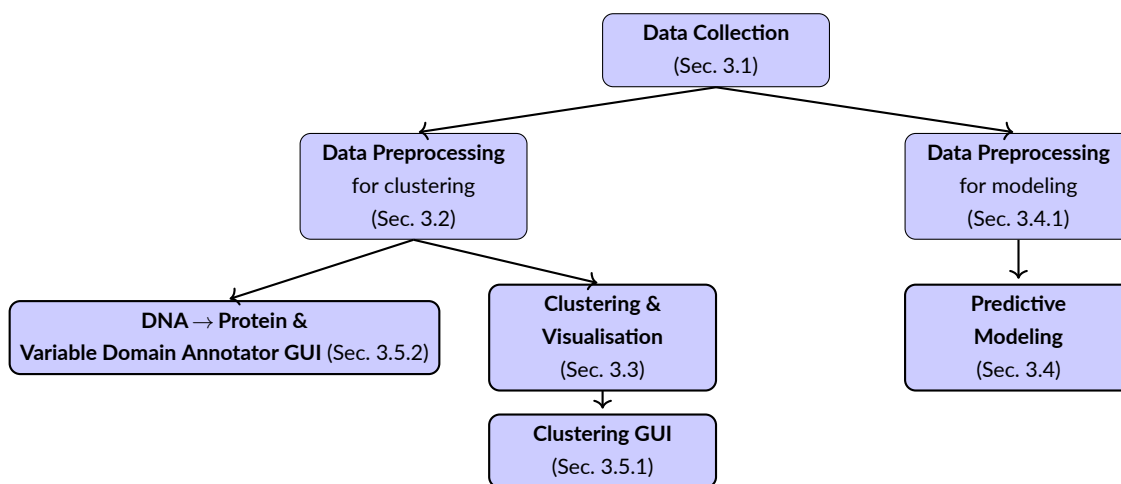 Data Collection
(Sec. 3.1)
Data Preprocessing
for clustering
(Sec. 3.2)
Data Preprocessing
for modeling
(Sec. 3.4.1)
DNA → Protein &
Variable Domain Annotator GUI (Sec. 3.5.2)
Clustering &
Visualisation
(Sec. 3.3)
Predictive
Modeling
(Sec. 3.4)
Clustering GUI
(Sec. 3.5.1)